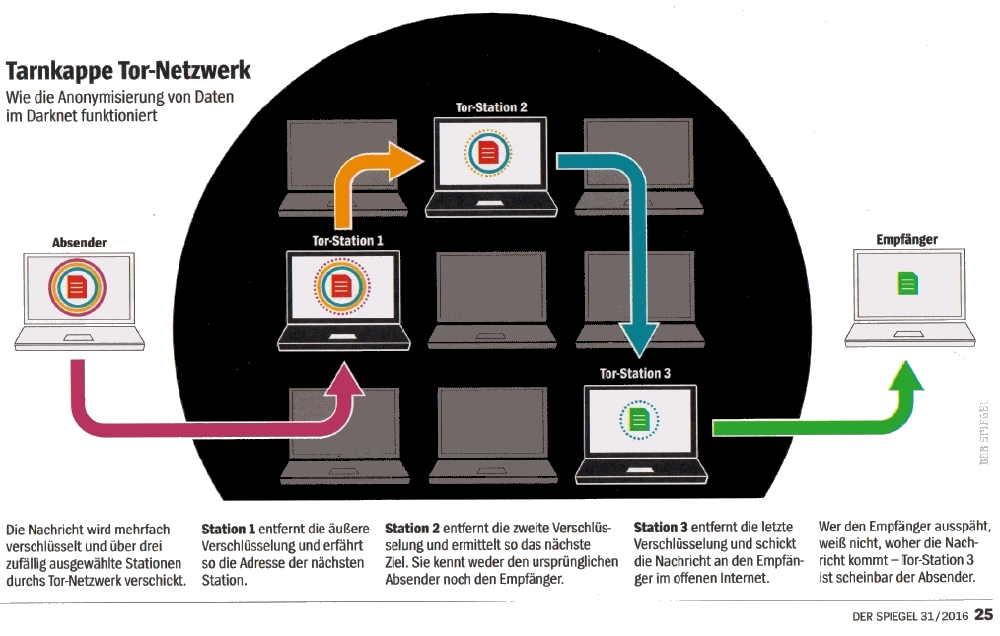 Tarnkappe Tor-Netzwerk
Wie die Anonymisierung von Daten
im Darknet funktioniert
Tor-Station 2
Tor-Station 1
Absender
Empfänger
Tor-Station 3
DER SPIEGEL
Die Nachricht wird mehrfach
verschlüsselt und über drei
zufällig ausgewählte Stationen
durchs Tor-Netzwerk verschickt.
Station 1 entfernt die äußere
Verschlüsselung und erfährt
so die Adresse der nächsten
Station.
Station 2 entfernt die zweite Verschlüs-
selung und ermittelt so das nächste
Ziel. Sie kennt weder den ursprünglichen
Absender noch den Empfänger.
Station 3 entfernt die letzte
Verschlüsselung und schickt
die Nachricht an den Empfän-
ger im offenen Internet.
Wer den Empfänger ausspäht,
weiß nicht, woher die Nach-
richt kommt – Tor-Station 3
ist scheinbar der Absender.
DER SPIEGEL 31/2016 25